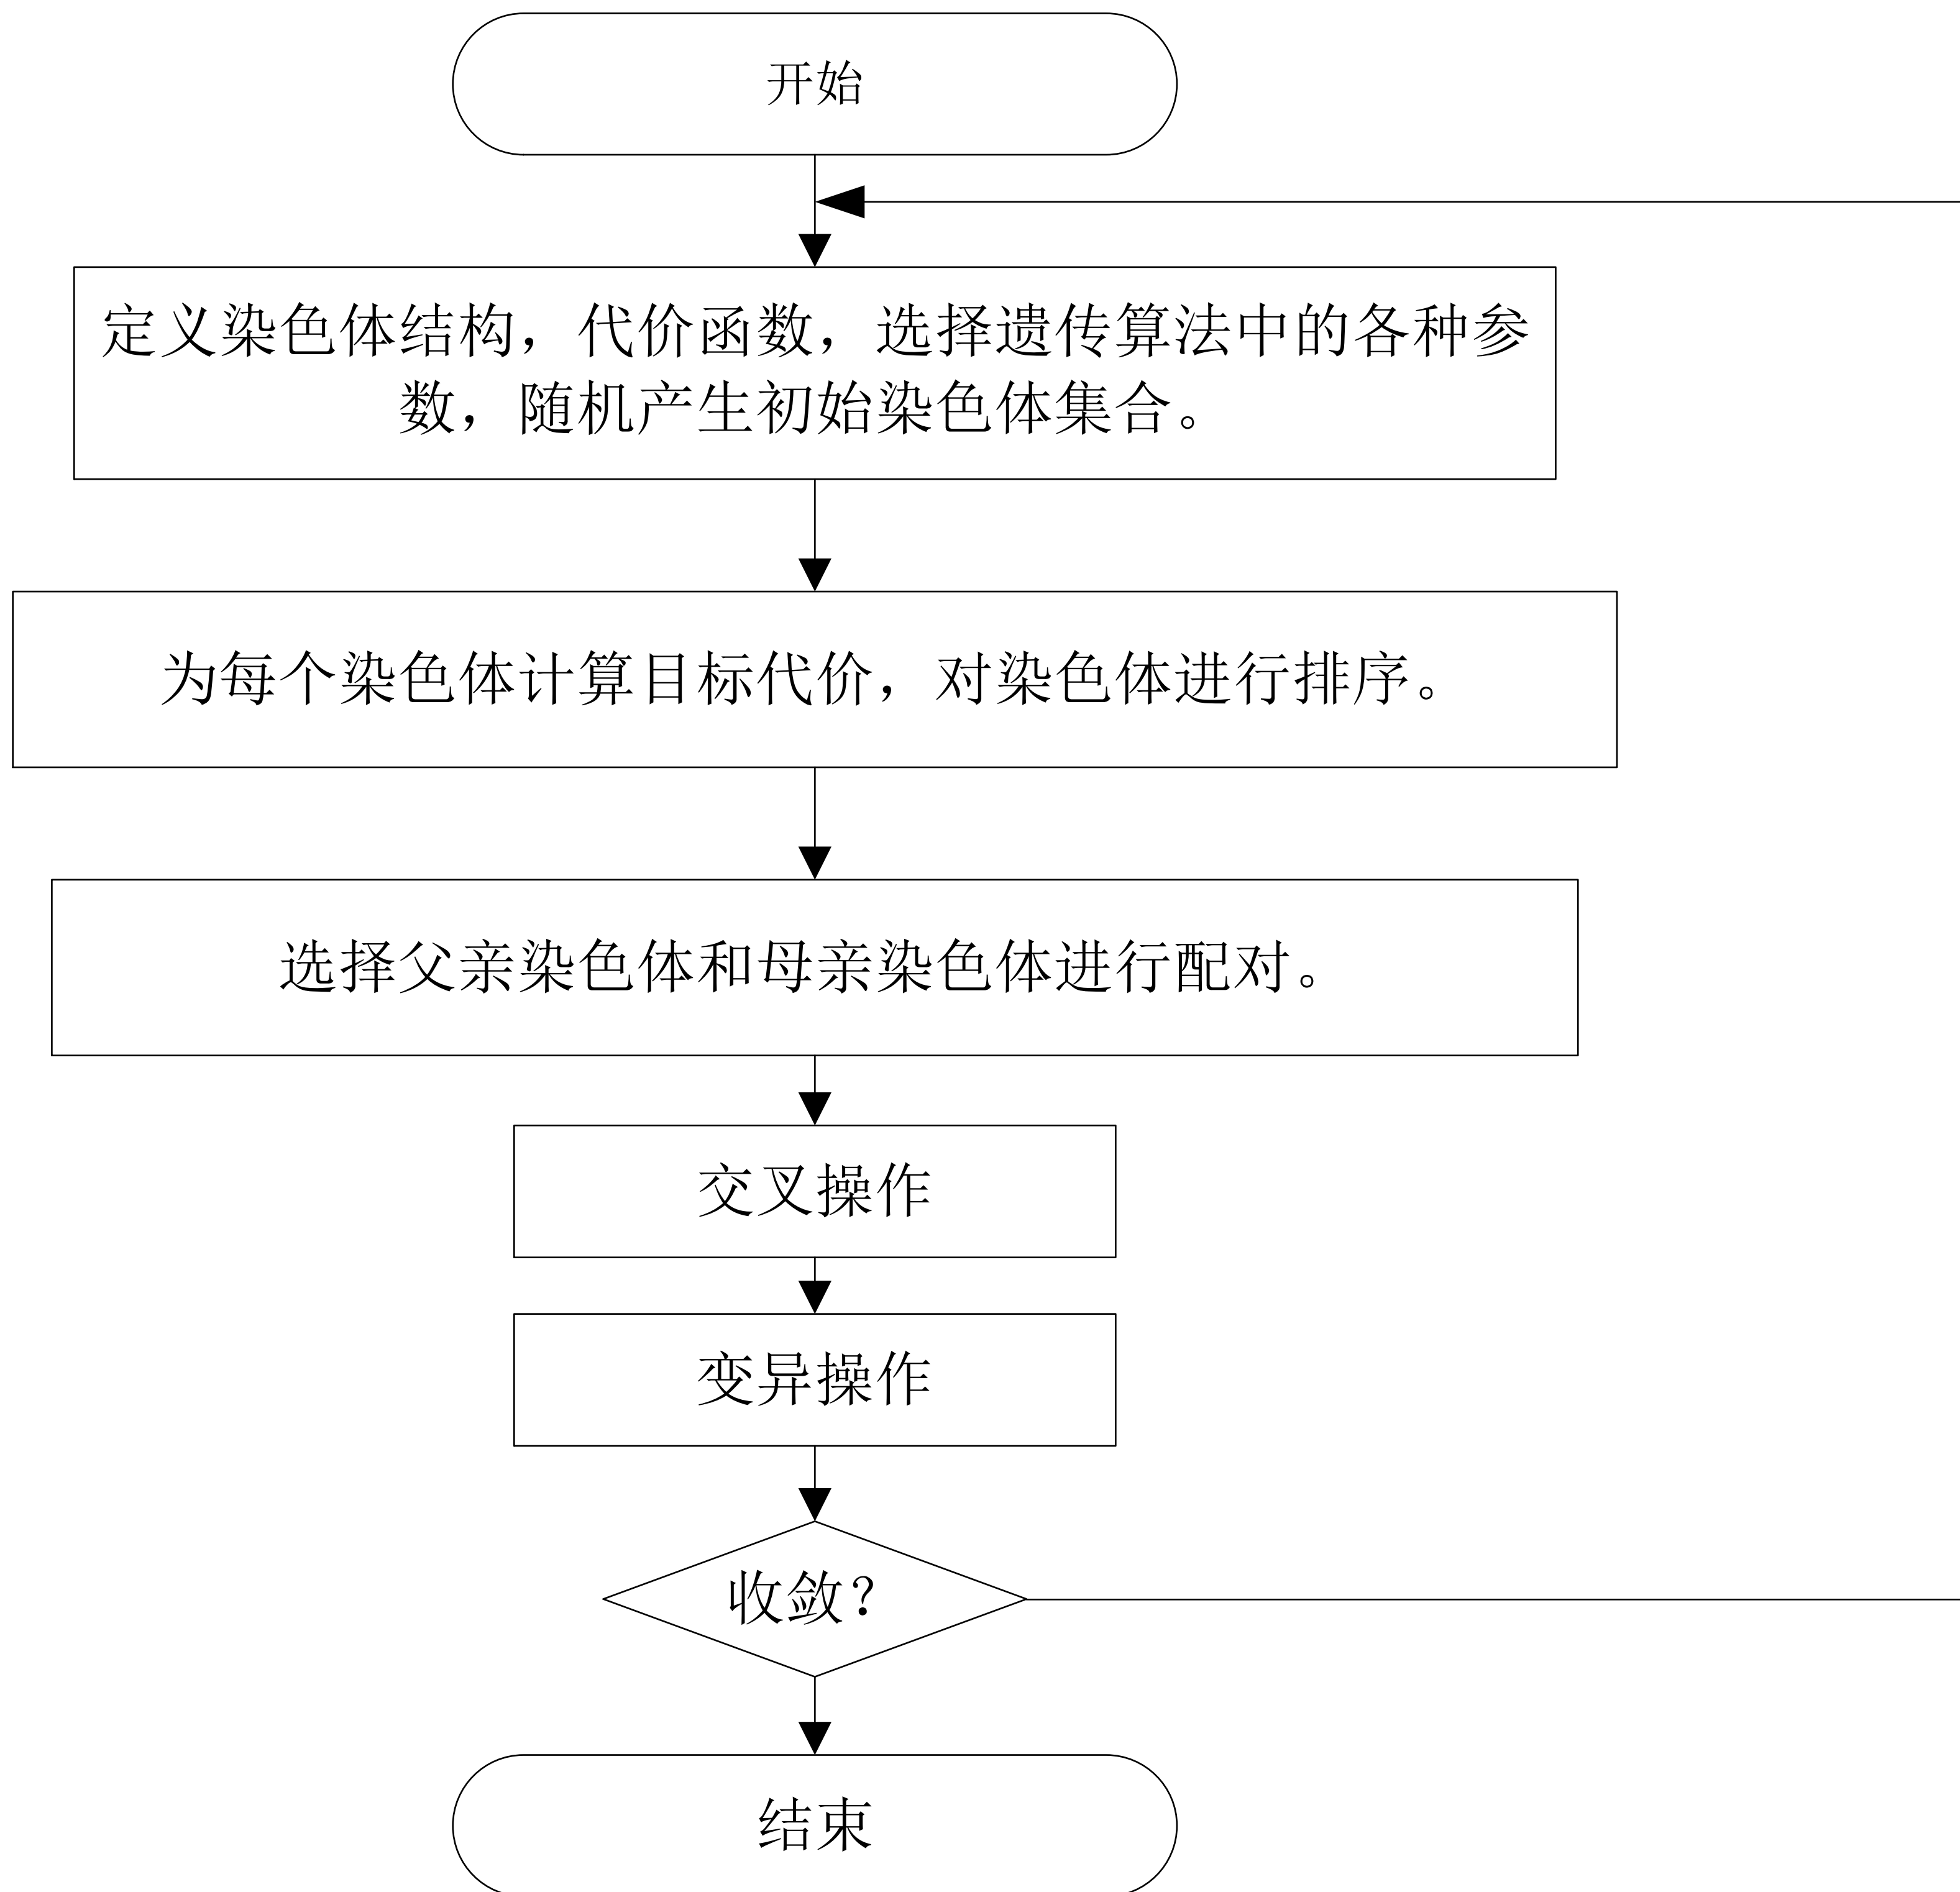 开始
定义染色体结构，代价函数，选择遗传算法中的各种参
数，随机产生初始染色体集合。
为每个染色体计算目标代价，对染色体进行排序。
选择父亲染色体和母亲染色体进行配对。
交叉操作
变异操作
收敛？
结束